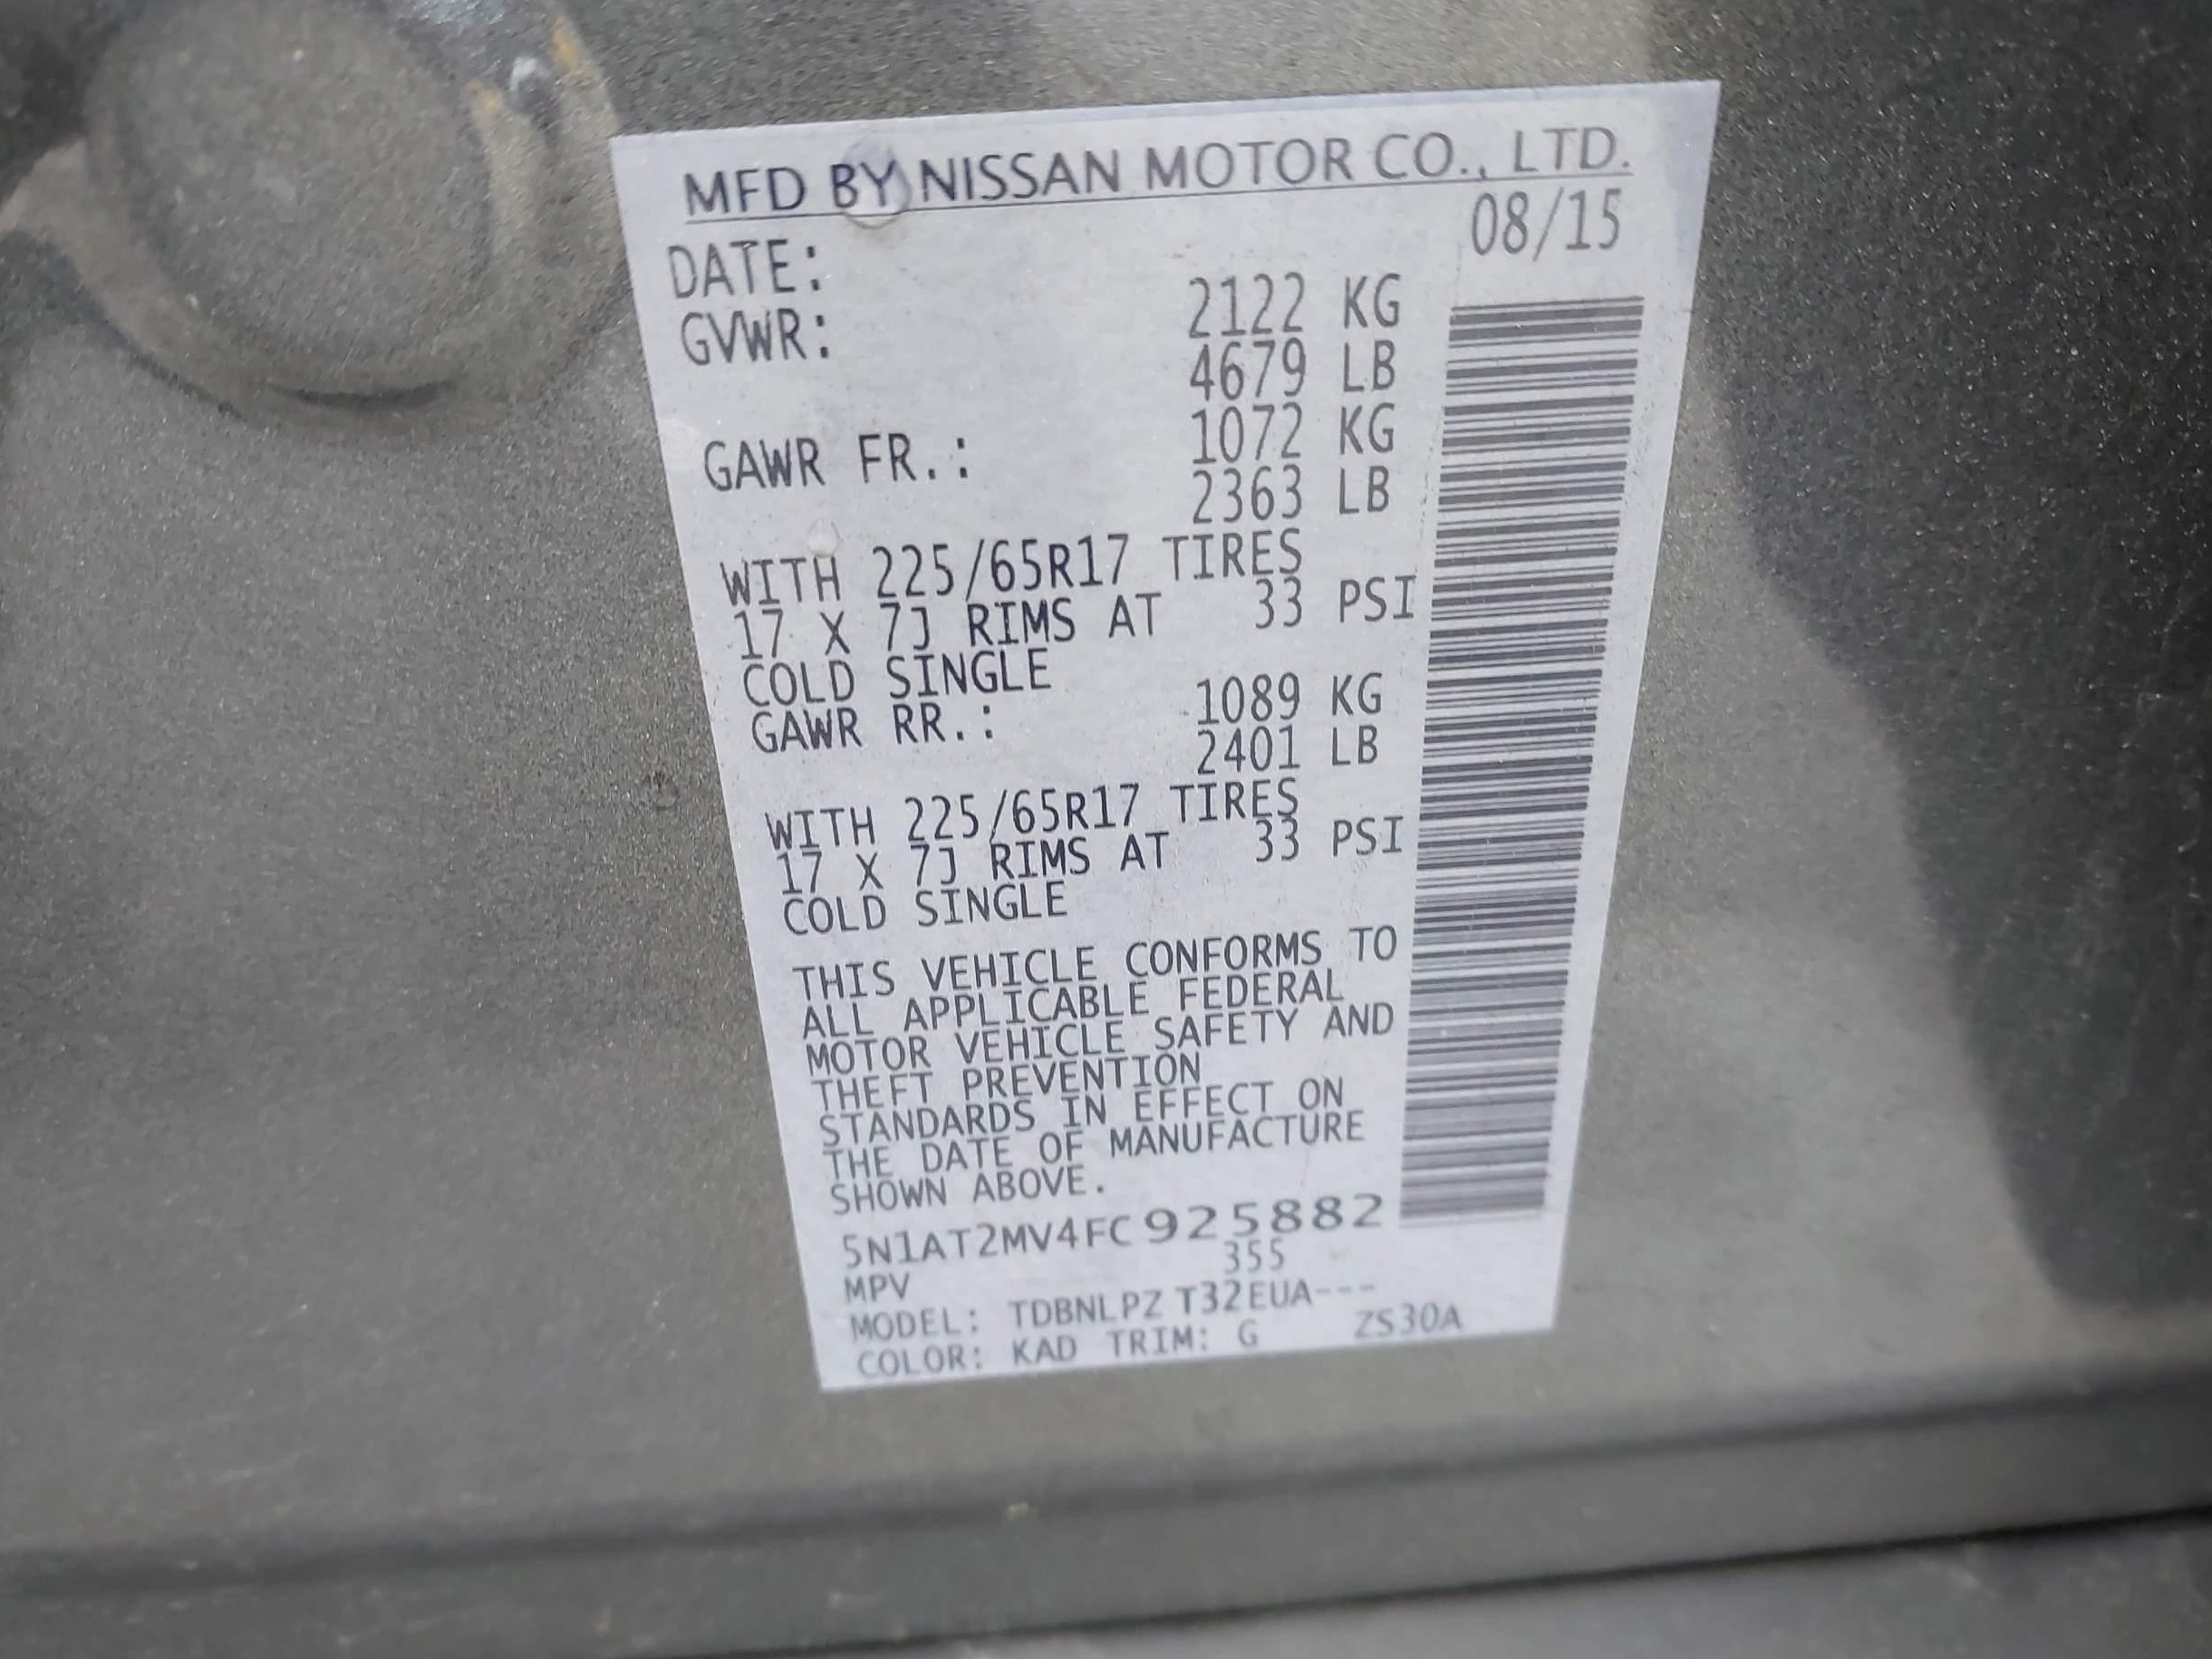 MFD BY NISSAN MOTOR CO., LTD.
DATE: 08/15
GVWR: 2122 KG
4679 LB
GAWR FR.: 1072 KG
2363 LB
WITH 225/65R17 TIRES
17 X 7J RIMS AT 33 PSI
COLD SINGLE
GAWR RR.: 1089 KG
2401 LB
WITH 225/65R17 TIRES
17 X 7J RIMS AT 33 PSI
COLD SINGLE
THIS VEHICLE CONFORMS TO
ALL APPLICABLE FEDERAL
MOTOR VEHICLE SAFETY AND
THEFT PREVENTION
STANDARDS IN EFFECT ON
THE DATE OF MANUFACTURE
SHOWN ABOVE.
5N1AT2MV4FC925882
MPV 355
MODEL: TDBNLPZ T32EUA---
COLOR: KAD TRIM: G ZS30A